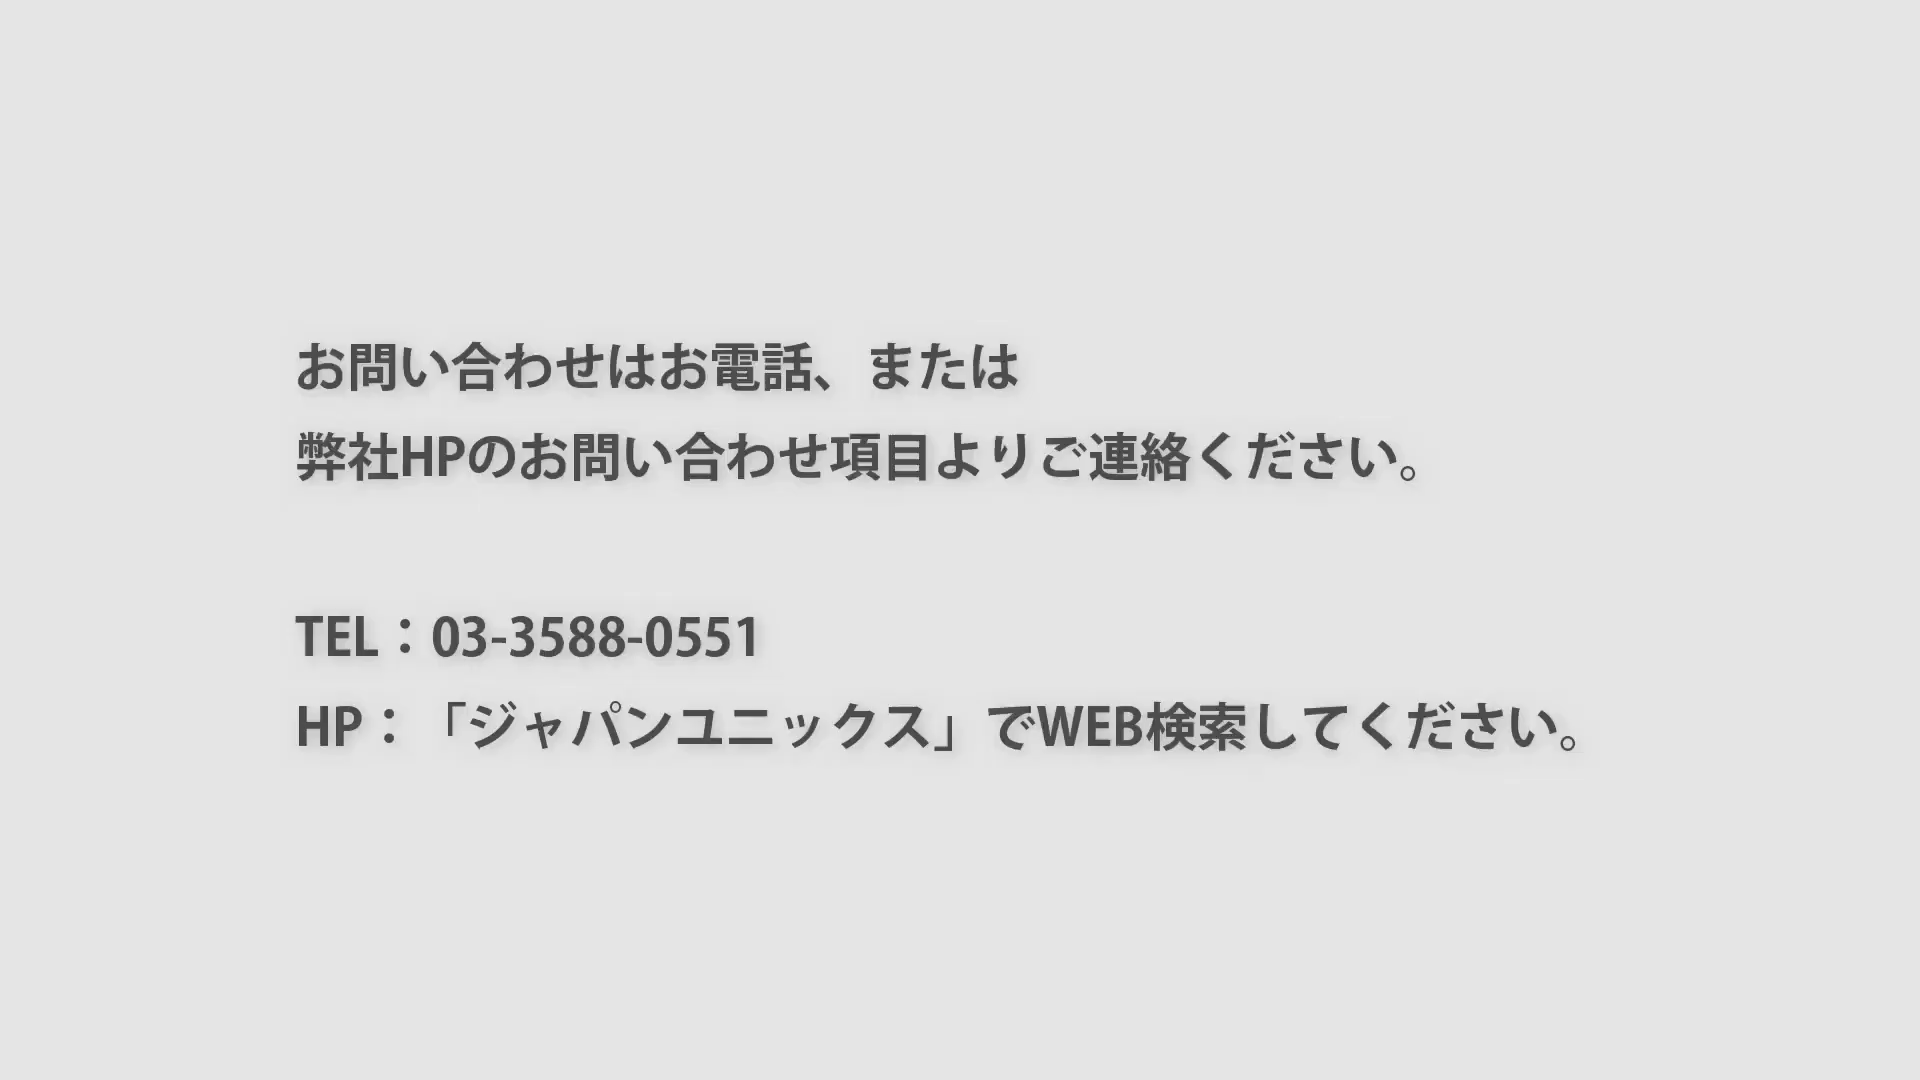 お問い合わせはお電話、または
弊社HPのお問い合わせ項目よりご連絡ください。
TEL：03-3588-0551
HP：「ジャパンユニックス」でWEB検索してください。